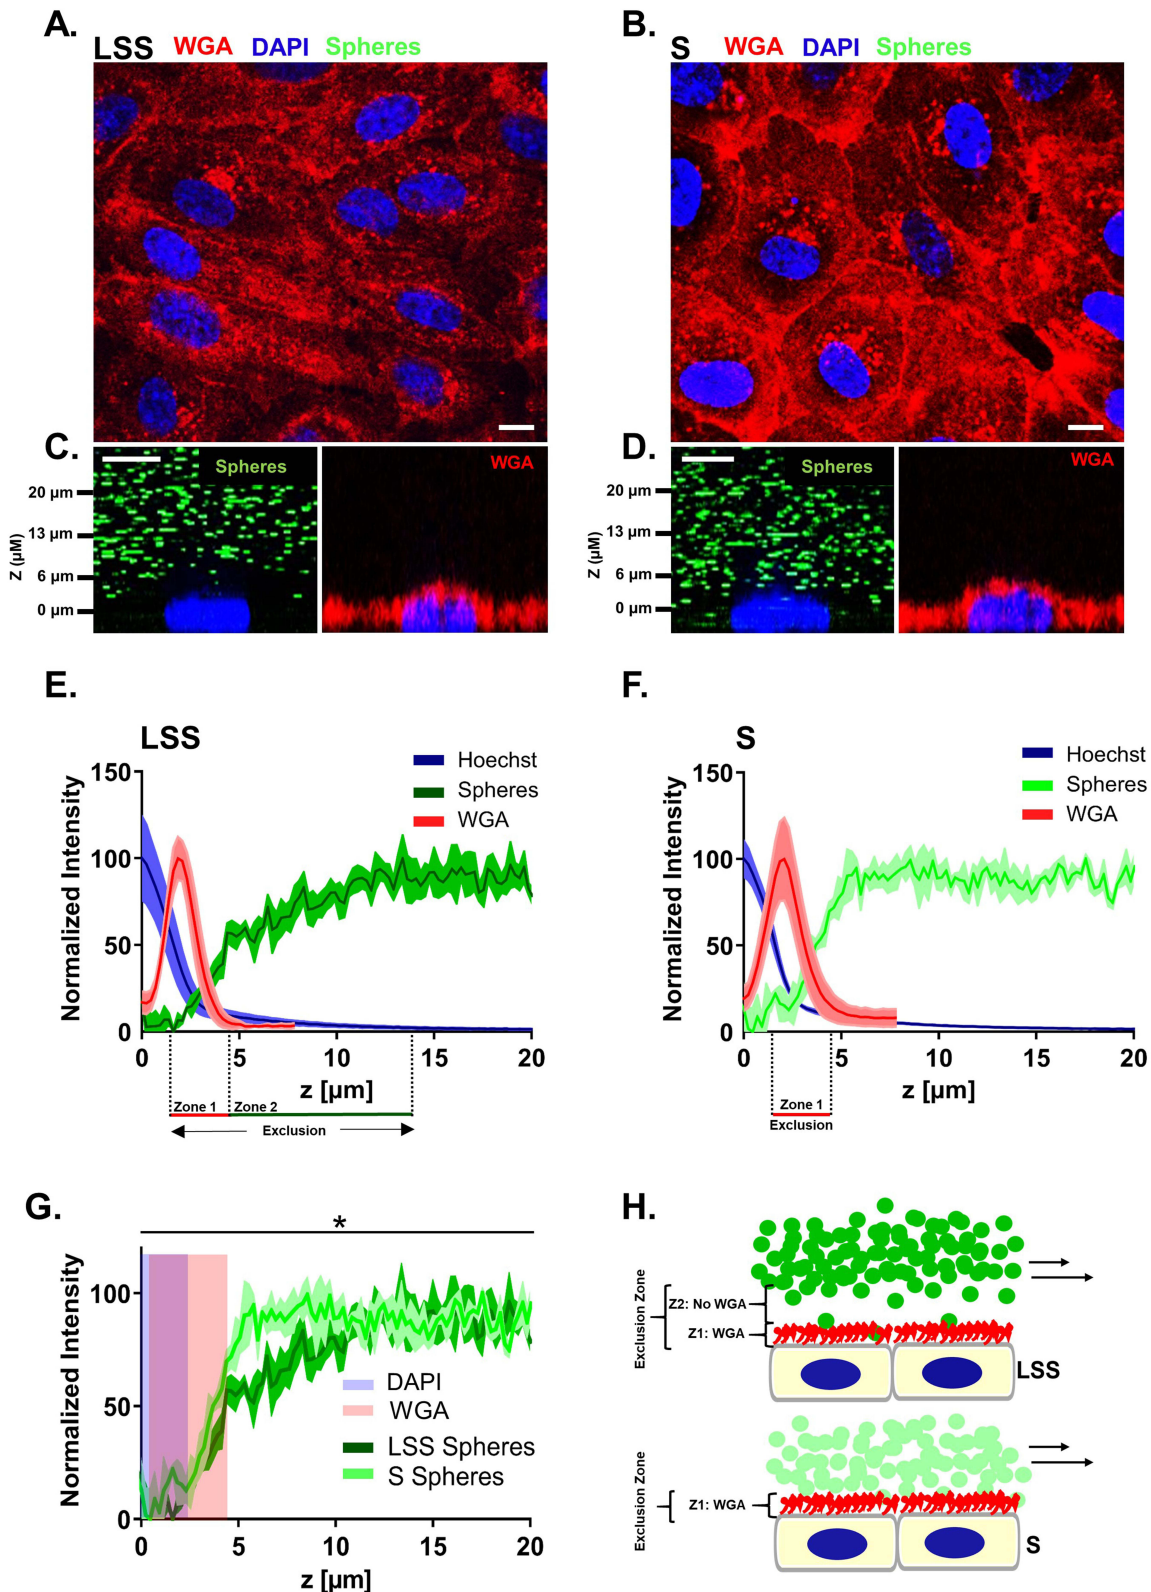 A.
LSS WGA DAPI Spheres
B.
S WGA DAPI Spheres
C.
Spheres
WGA
20 µm
13 µm
6 µm
0 µm
Z (µM)
D.
Spheres
WGA
20 µm
13 µm
6 µm
0 µm
Z (µM)
E.
LSS
Hoechst
Spheres
WGA
Normalized Intensity
150
100
50
0
0 5 10 15 20
z [µm]
Zone 1 Zone 2
Exclusion
F.
S
Hoechst
Spheres
WGA
Normalized Intensity
150
100
50
0
0 5 10 15 20
z [µm]
Zone 1
Exclusion
G.
*
Normalized Intensity
100
50
0
DAPI
WGA
LSS Spheres
S Spheres
0 5 10 15 20
z [µm]
H.
Exclusion Zone
Z2: No WGA
Z1: WGA
LSS
Exclusion Zone
Z1: WGA
S